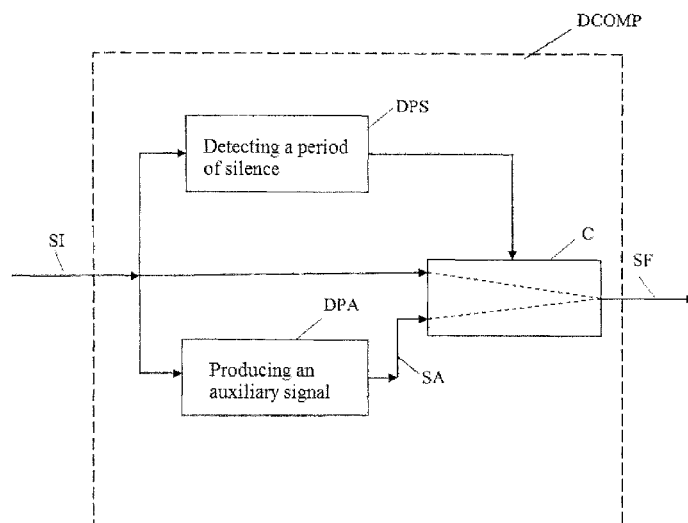 DCOMP
DPS
Detecting a period
of silence
SI
C
SF
DPA
Producing an
auxiliary signal
SA